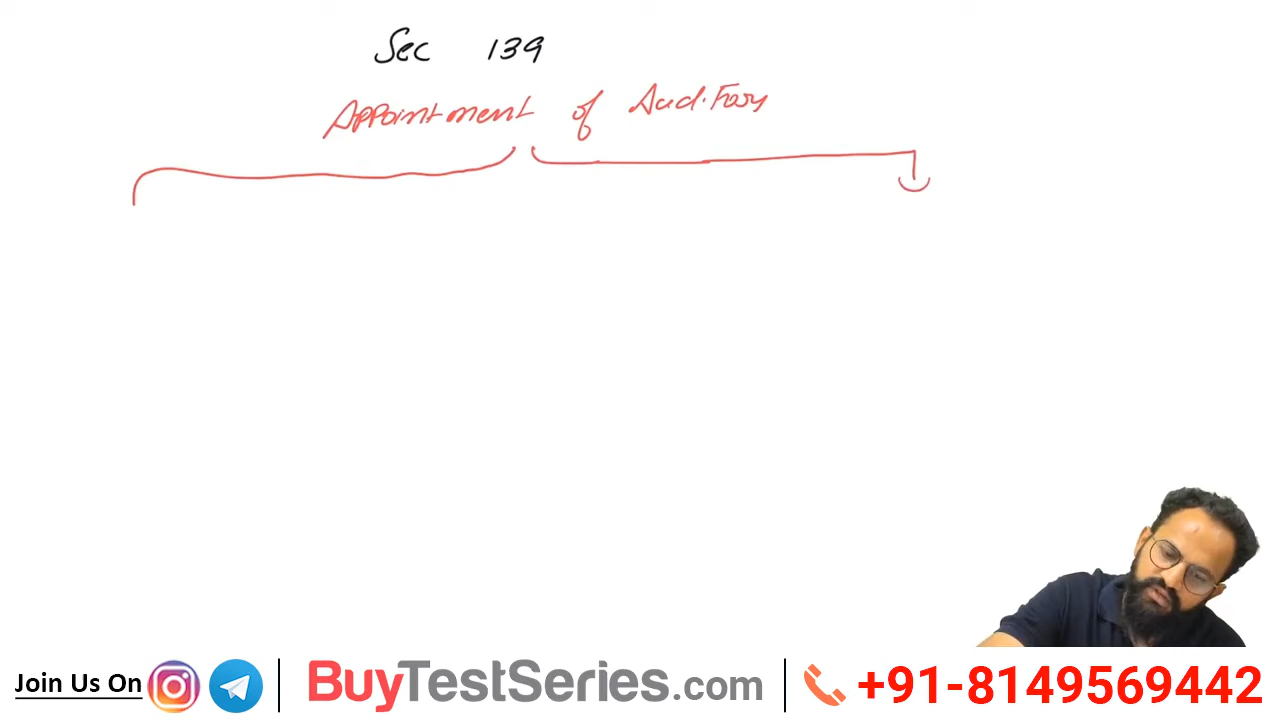 Sec 139
Appointment of Auditors
Join Us On
BuyTestSeries.com
+91-8149569442